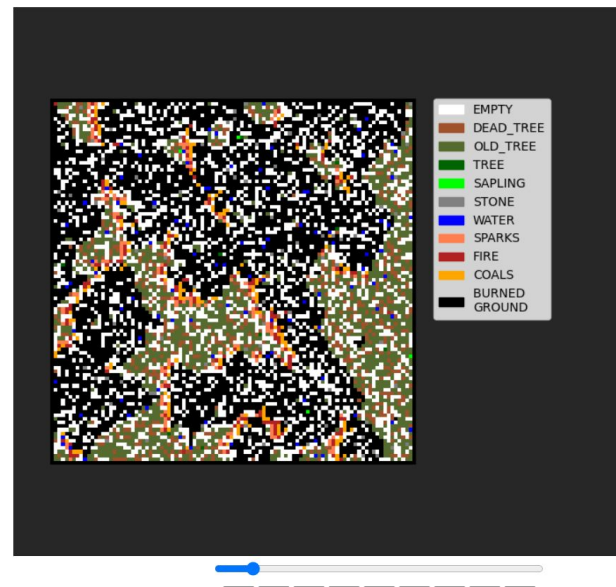 EMPTY
DEAD_TREE
OLD_TREE
TREE
SAPLING
STONE
WATER
SPARKS
FIRE
COALS
BURNED
GROUND